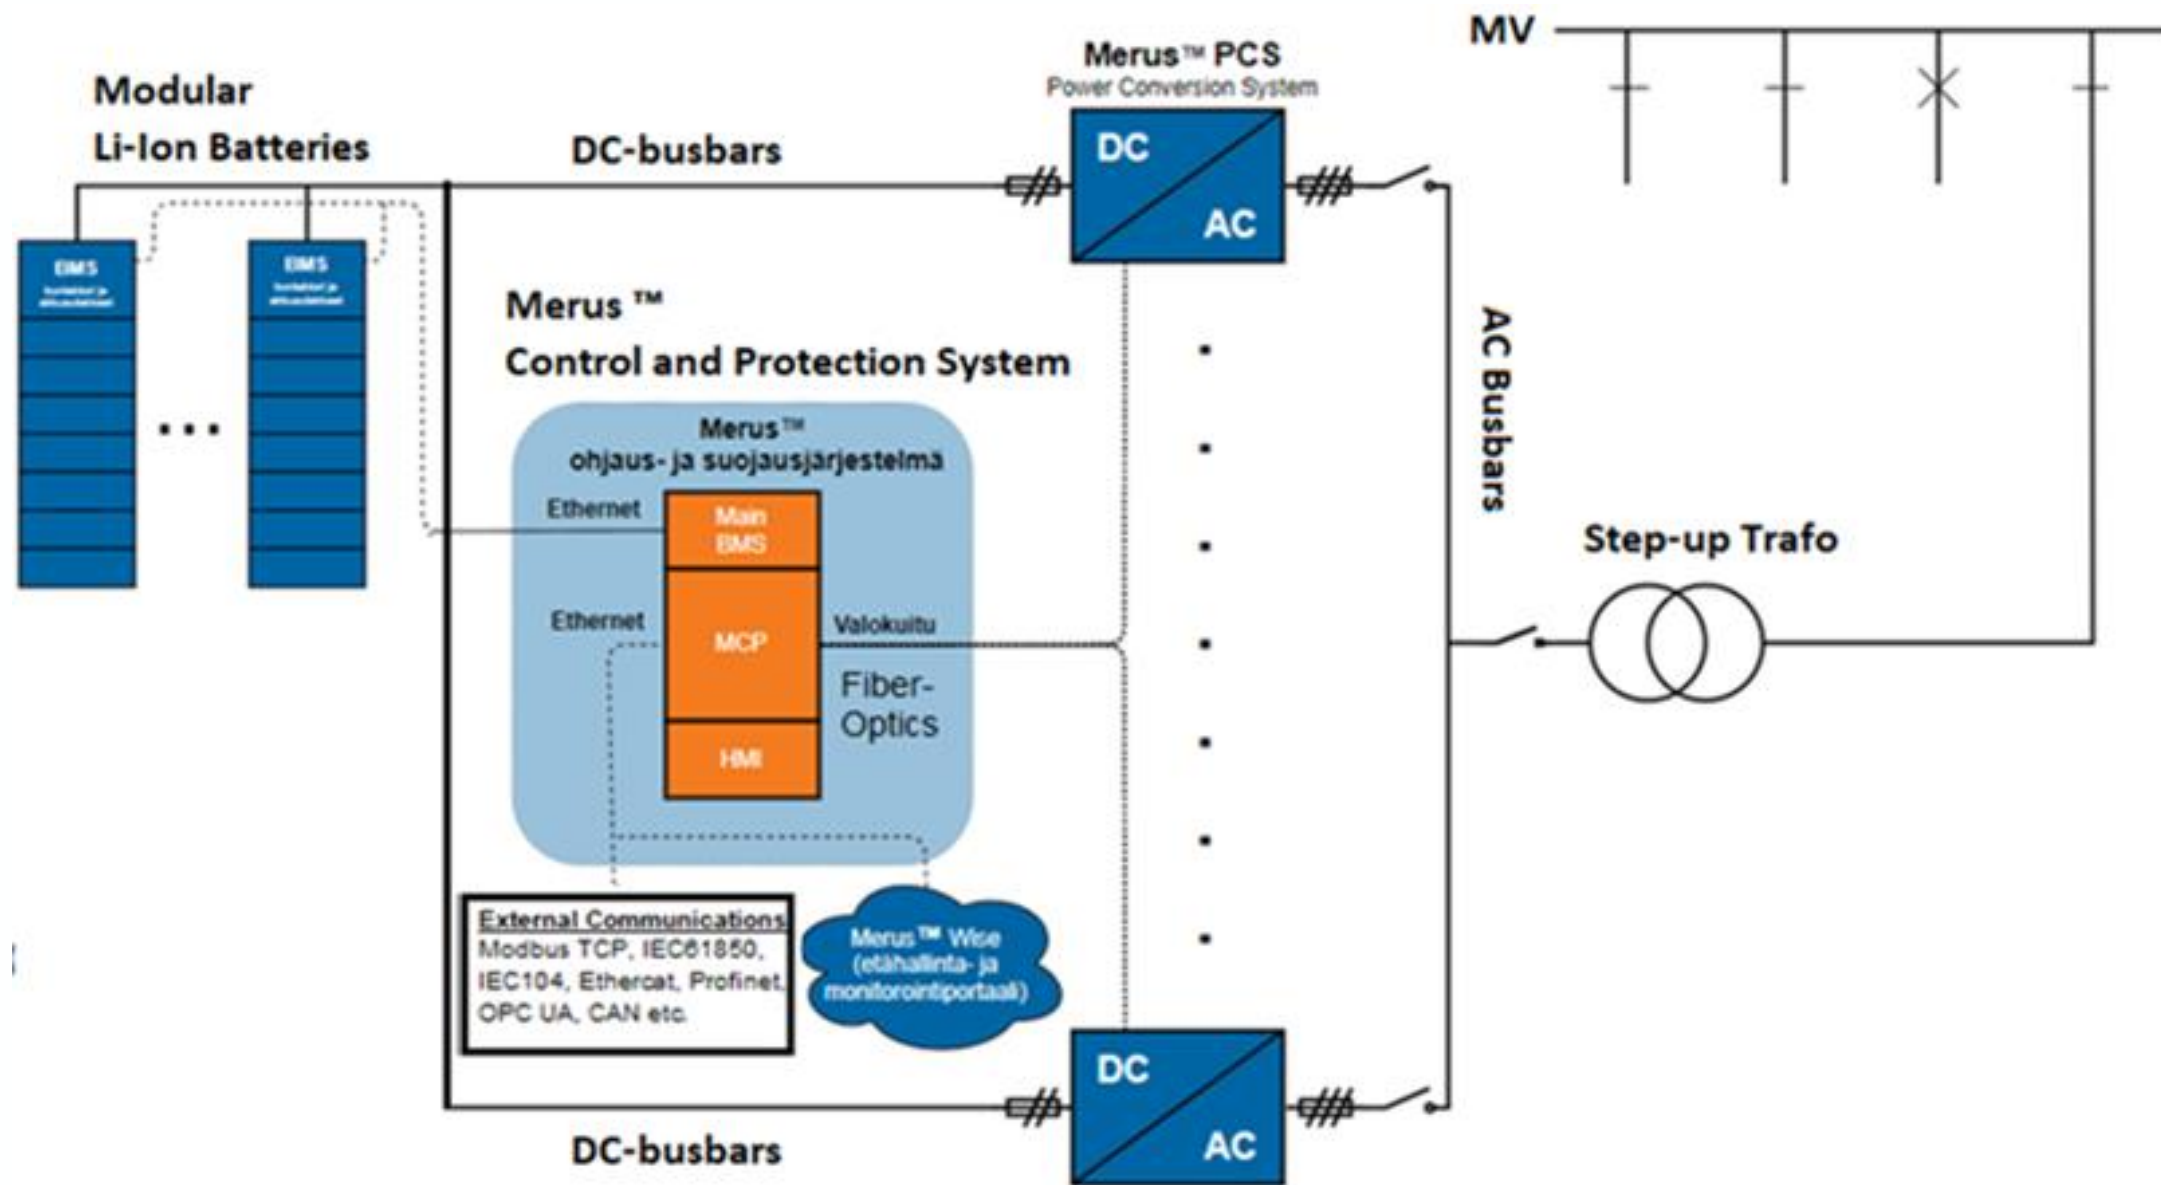 MV
Merus™ PCS
Power Conversion System
Modular
Li-Ion Batteries
DC-busbars
DC
AC
BMS
BMS
Merus ™
Control and Protection System
AC Busbars
Merus™
ohjaus- ja suojausjärjestelmä
Ethernet
Main
BMS
Step-up Trafo
Ethernet
MCP
Valokuitu
Fiber-
Optics
HMI
External Communications
Modbus TCP, IEC61850,
IEC104, Ethercat, Profinet,
OPC UA, CAN etc.
Merus™ Wise
(etähallinta- ja
monitorointiportaali)
DC
AC
DC-busbars